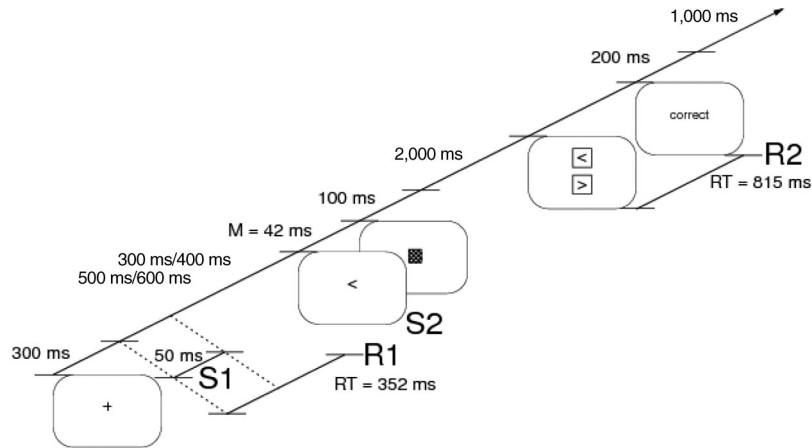 1,000 ms
200 ms
correct
2,000 ms
<
>
R2
RT = 815 ms
100 ms
M = 42 ms
300 ms/400 ms
500 ms/600 ms
<
S2
300 ms
50 ms
S1
R1
RT = 352 ms
+